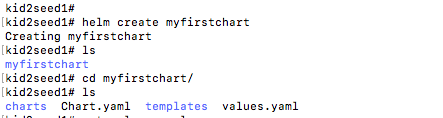 kid2seed1#
[kid2seed1# helm create myfirstchart
Creating myfirstchart
[kid2seed1# ls
myfirstchart
[kid2seed1# cd myfirstchart/
[kid2seed1# ls
charts Chart.yaml templates values.yaml